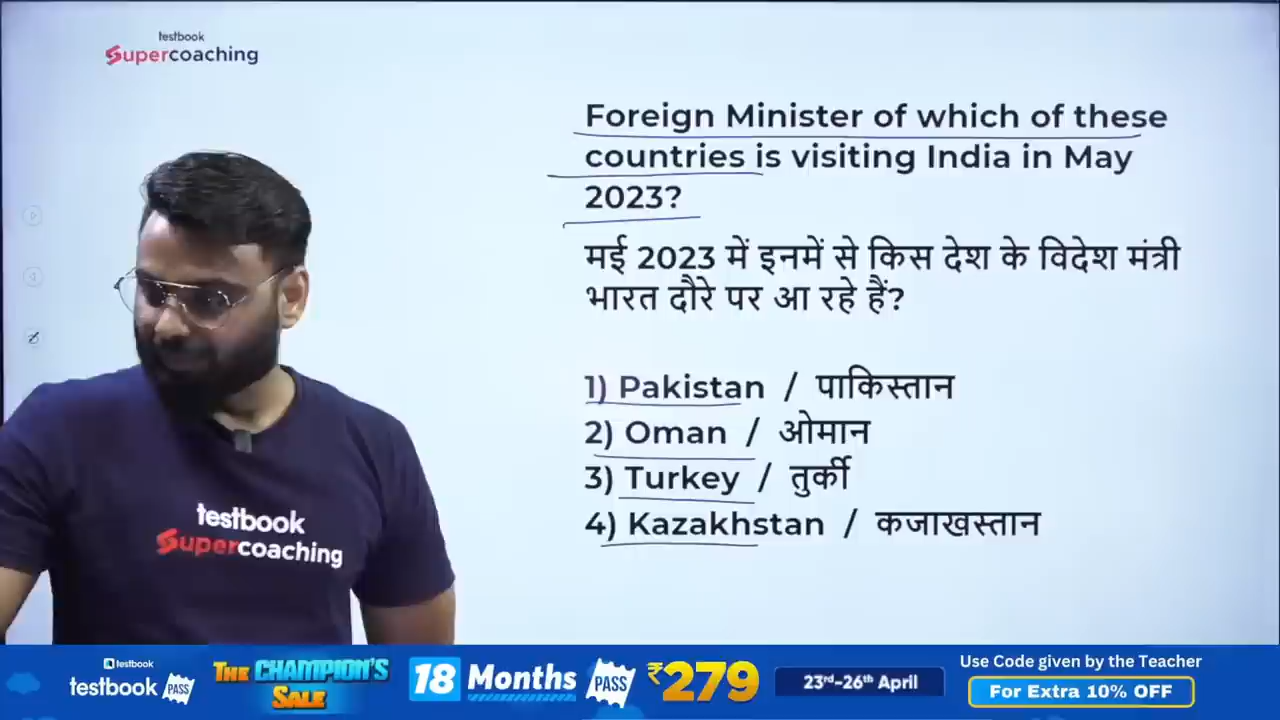 testbook
Supercoaching
Foreign Minister of which of these
countries is visiting India in May
2023?
मई 2023 में इनमें से किस देश के विदेश मंत्री
भारत दौरे पर आ रहे हैं?
1) Pakistan / पाकिस्तान
2) Oman / ओमान
3) Turkey / तुर्की
4) Kazakhstan / कजाखस्तान
testbook
Supercoaching
testbook
testbook PASS
THE CHAMPION'S
SALE
18 Months PASS ₹279
23rd-26th April
Use Code given by the Teacher
For Extra 10% OFF